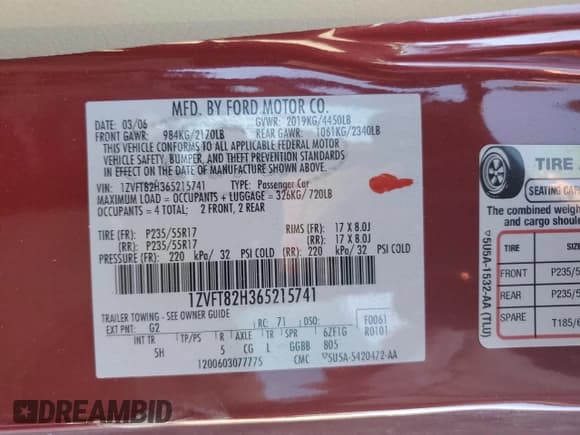 MFD. BY FORD MOTOR CO.
DATE: 03/06 GVWR: 2019KG/4450LB
FRONT GAWR: 984KG/2170LB REAR GAWR: 1061KG/2340LB
THIS VEHICLE CONFORMS TO ALL APPLICABLE FEDERAL MOTOR
VEHICLE SAFETY, BUMPER, AND THEFT PREVENTION STANDARDS
IN EFFECT ON THE DATE OF MANUFACTURE SHOWN ABOVE.
VIN: 1ZVFT82H365215741 TYPE: Passenger Car
MAXIMUM LOAD = OCCUPANTS + LUGGAGE = 326KG/720LB
OCCUPANTS = 4 TOTAL: 2 FRONT, 2 REAR
TIRE (FR): P235/55R17 RIMS (FR): 17 X 8.0J
(RR): P235/55R17 (RR): 17 X 8.0J
PRESSURE (FR): 220 kPa/ 32 PSI COLD (RR): 220 kPa/ 32 PSI COLD
1ZVFT82H365215741
TRAILER TOWING - SEE OWNER GUIDE
EXT PNT: G2 RC: 71 DSO: F0061
R0101
INT TR TP/PS R AXLE TR SPR 6ZF1G
5H 5 CG L GGBB 805
1200603077775 CMC 5U5A-5420472-AA
TIRE
SEATING CAP
The combined weig
and cargo should
TIRE SIZE
FRONT P235/5
REAR P235/5
SPARE T185/6
5U5A-1532-AA (TLU)
DREAMBID